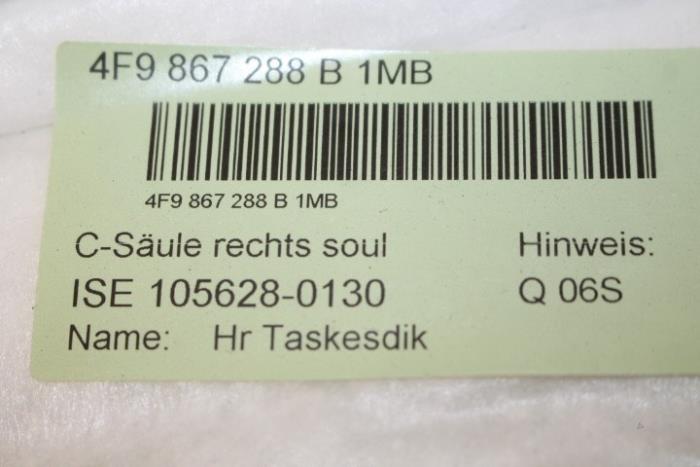 4F9 867 288 B 1MB
4F9 867 288 B 1MB
C-Säule rechts soul Hinweis:
ISE 105628-0130 Q 06S
Name: Hr Taskesdik